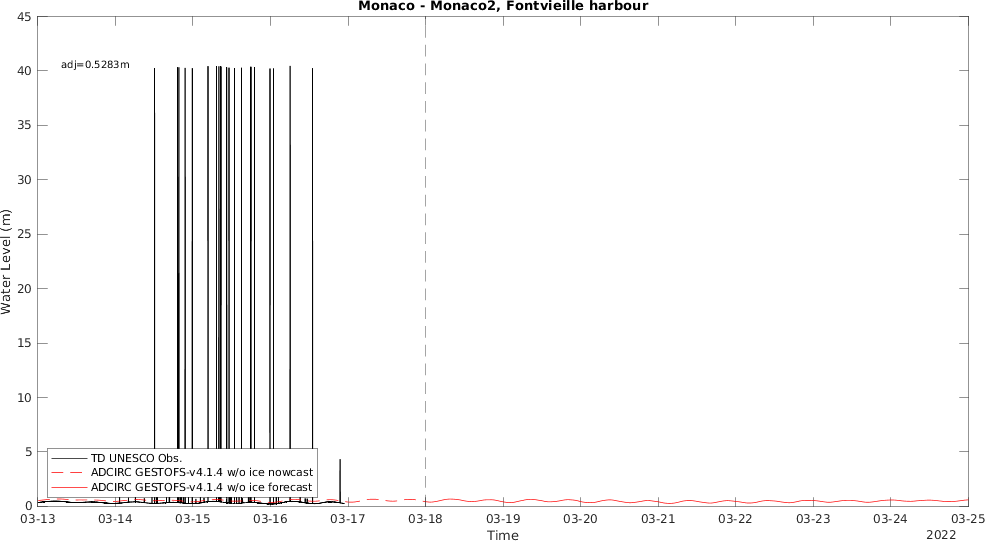 Monaco - Monaco2, Fontvieille harbour
45
40
35
30
25
20
15
10
5
0
Water Level (m)
adj=0.5283m
TD UNESCO Obs.
ADCIRC GESTOFS-v4.1.4 w/o ice nowcast
ADCIRC GESTOFS-v4.1.4 w/o ice forecast
03-13 03-14 03-15 03-16 03-17 03-18 03-19 03-20 03-21 03-22 03-23 03-24 03-25
Time
2022